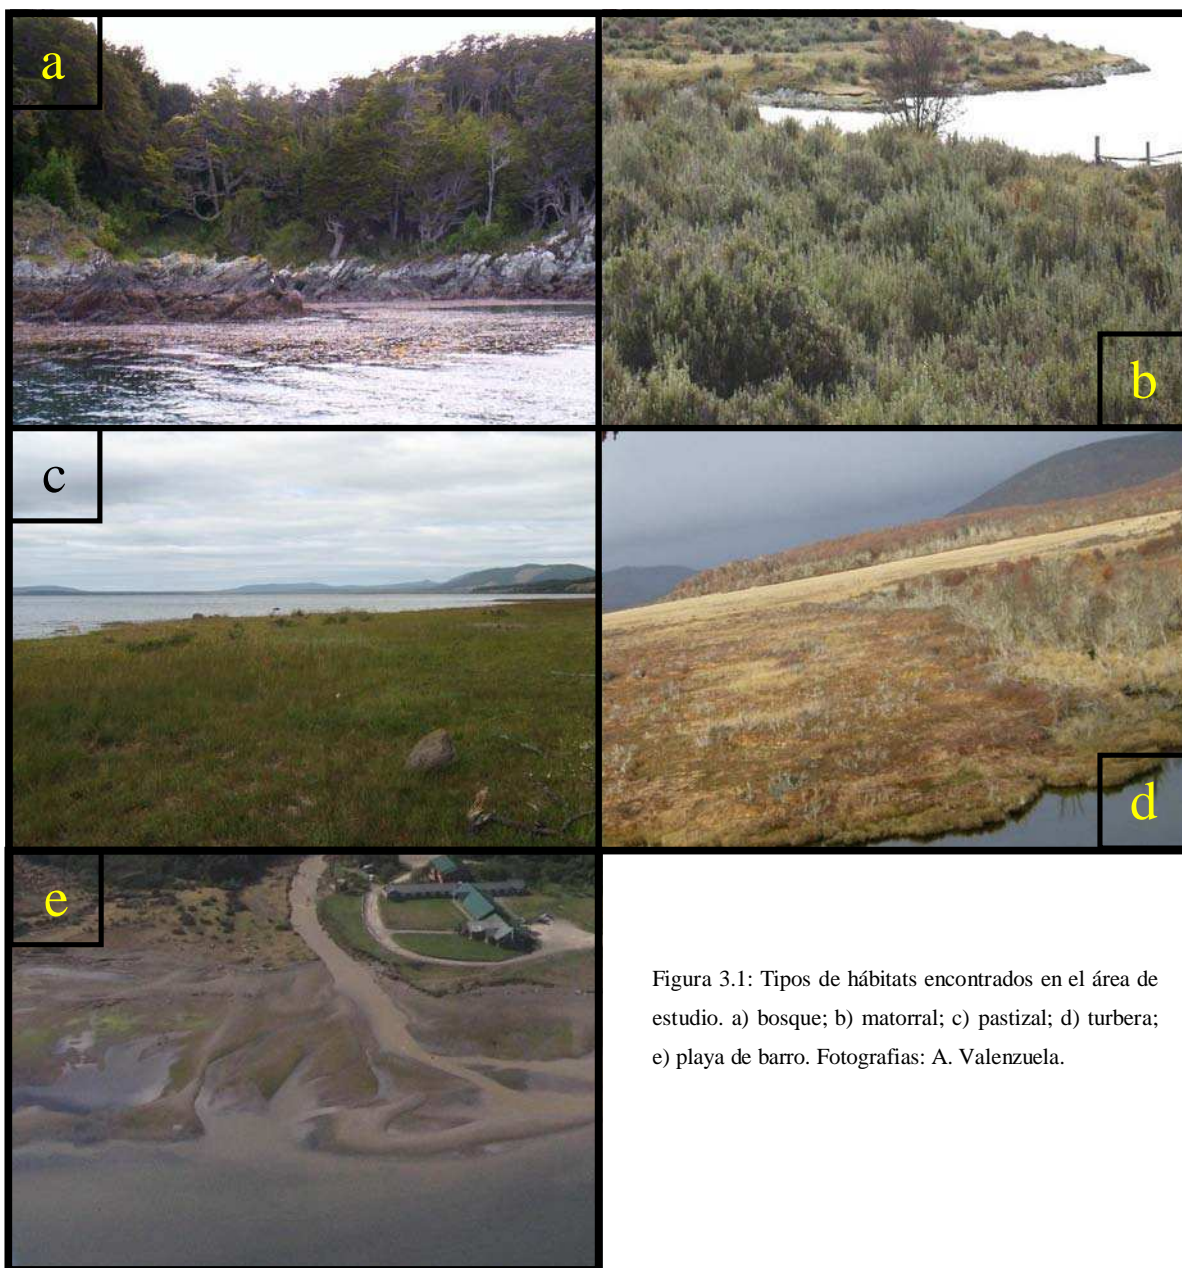 a
b
c
d
e
Figura 3.1: Tipos de hábitats encontrados en el área de
estudio. a) bosque; b) matorral; c) pastizal; d) turbera;
e) playa de barro. Fotografias: A. Valenzuela.